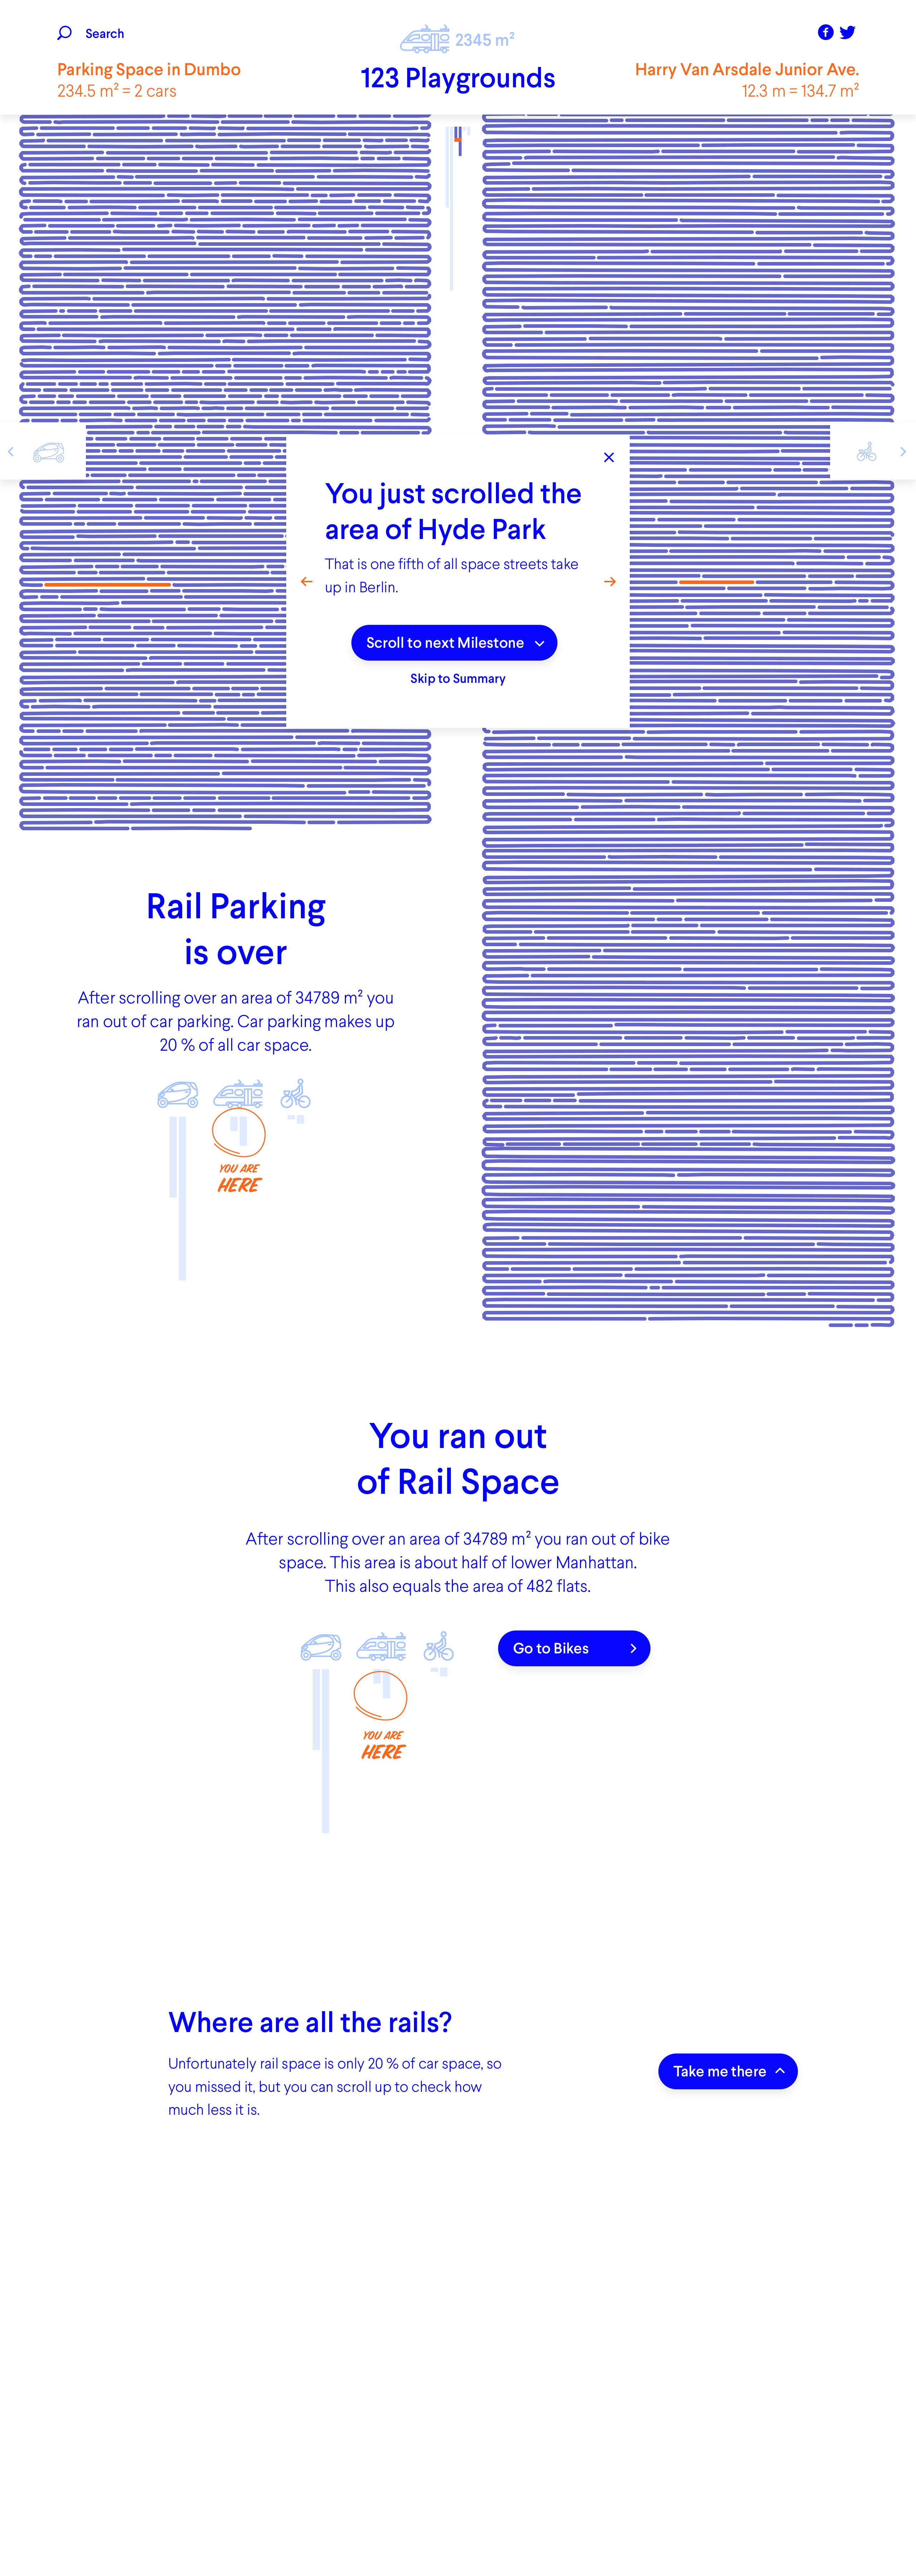 Search
2345 m²
123 Playgrounds
Parking Space in Dumbo
234.5 m² = 2 cars
Harry Van Arsdale Junior Ave.
12.3 m = 134.7 m²
You just scrolled the
area of Hyde Park
That is one fifth of all space streets take
up in Berlin.
Scroll to next Milestone
Skip to Summary
Rail Parking
is over
After scrolling over an area of 34789 m² you
ran out of car parking. Car parking makes up
20 % of all car space.
YOU ARE
HERE
You ran out
of Rail Space
After scrolling over an area of 34789 m² you ran out of bike
space. This area is about half of lower Manhattan.
This also equals the area of 482 flats.
Go to Bikes
YOU ARE
HERE
Where are all the rails?
Unfortunately rail space is only 20 % of car space, so
you missed it, but you can scroll up to check how
much less it is.
Take me there